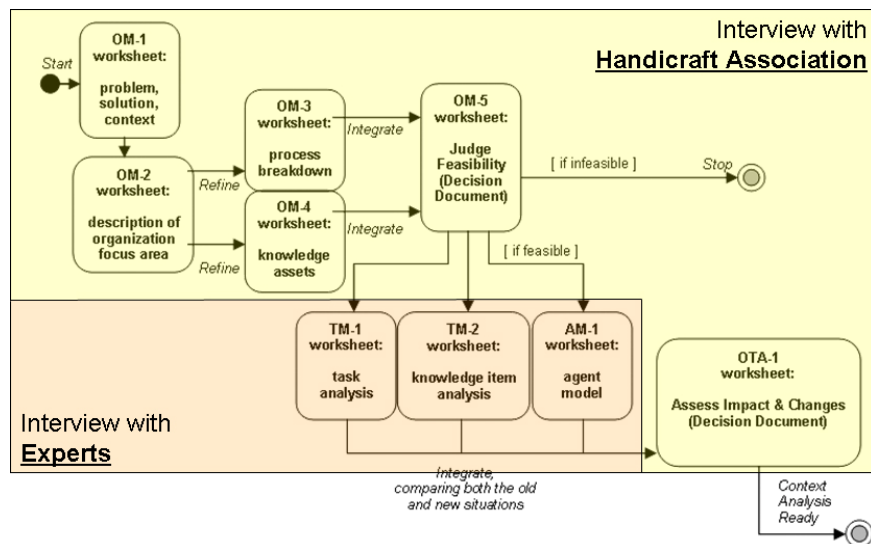 Interview with
Handicraft Association
Start
OM-1
worksheet:
problem,
solution,
context
OM-2
worksheet:
description of
organization
focus area
Refine
Refine
OM-3
worksheet:
process
breakdown
OM-4
worksheet:
knowledge
assets
Integrate
Integrate
OM-5
worksheet:
Judge
Feasibility
(Decision
Document)
[ if infeasible ]
Stop
[ if feasible ]
TM-1
worksheet:
task
analysis
TM-2
worksheet:
knowledge item
analysis
AM-1
worksheet:
agent
model
OTA-1
worksheet:
Assess Impact & Changes
(Decision Document)
Interview with
Experts
Integrate,
comparing both the old
and new situations
Context
Analysis
Ready